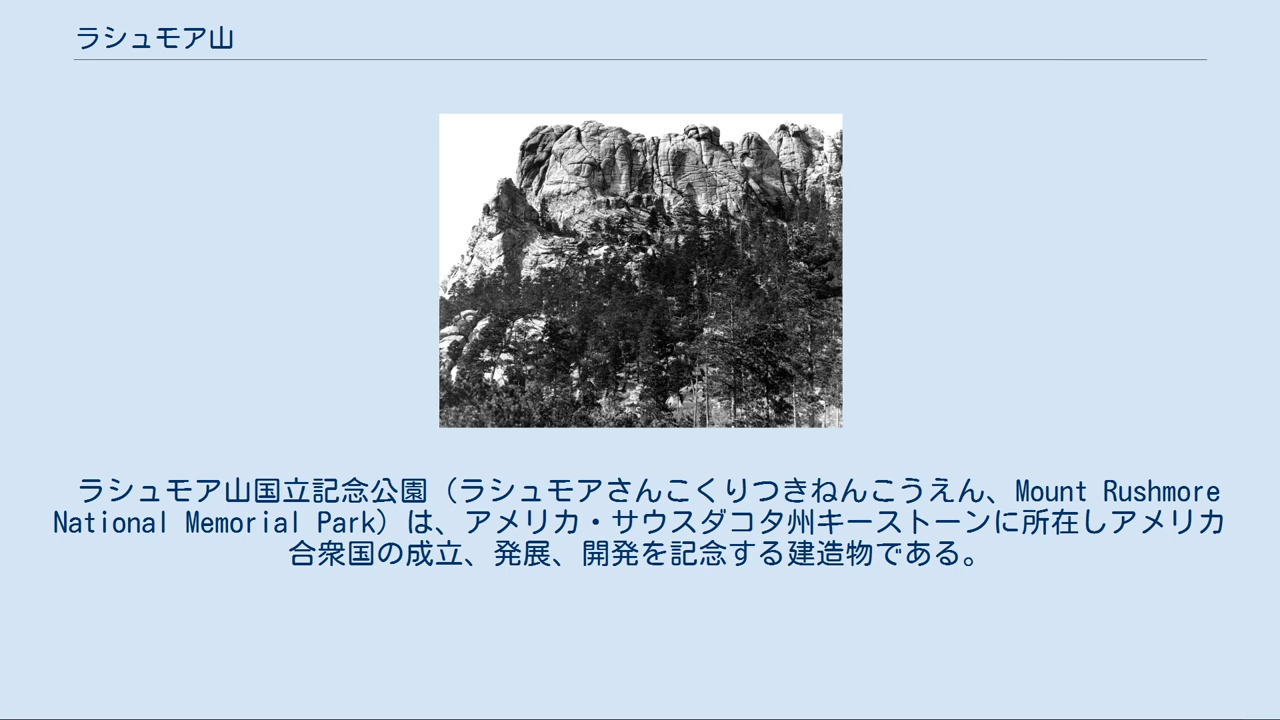 ラシュモア山
ラシュモア山国立記念公園（ラシュモアさんこくりつきねんこうえん、Mount Rushmore
National Memorial Park）は、アメリカ・サウスダコタ州キーストーンに所在しアメリカ
合衆国の成立、発展、開発を記念する建造物である。